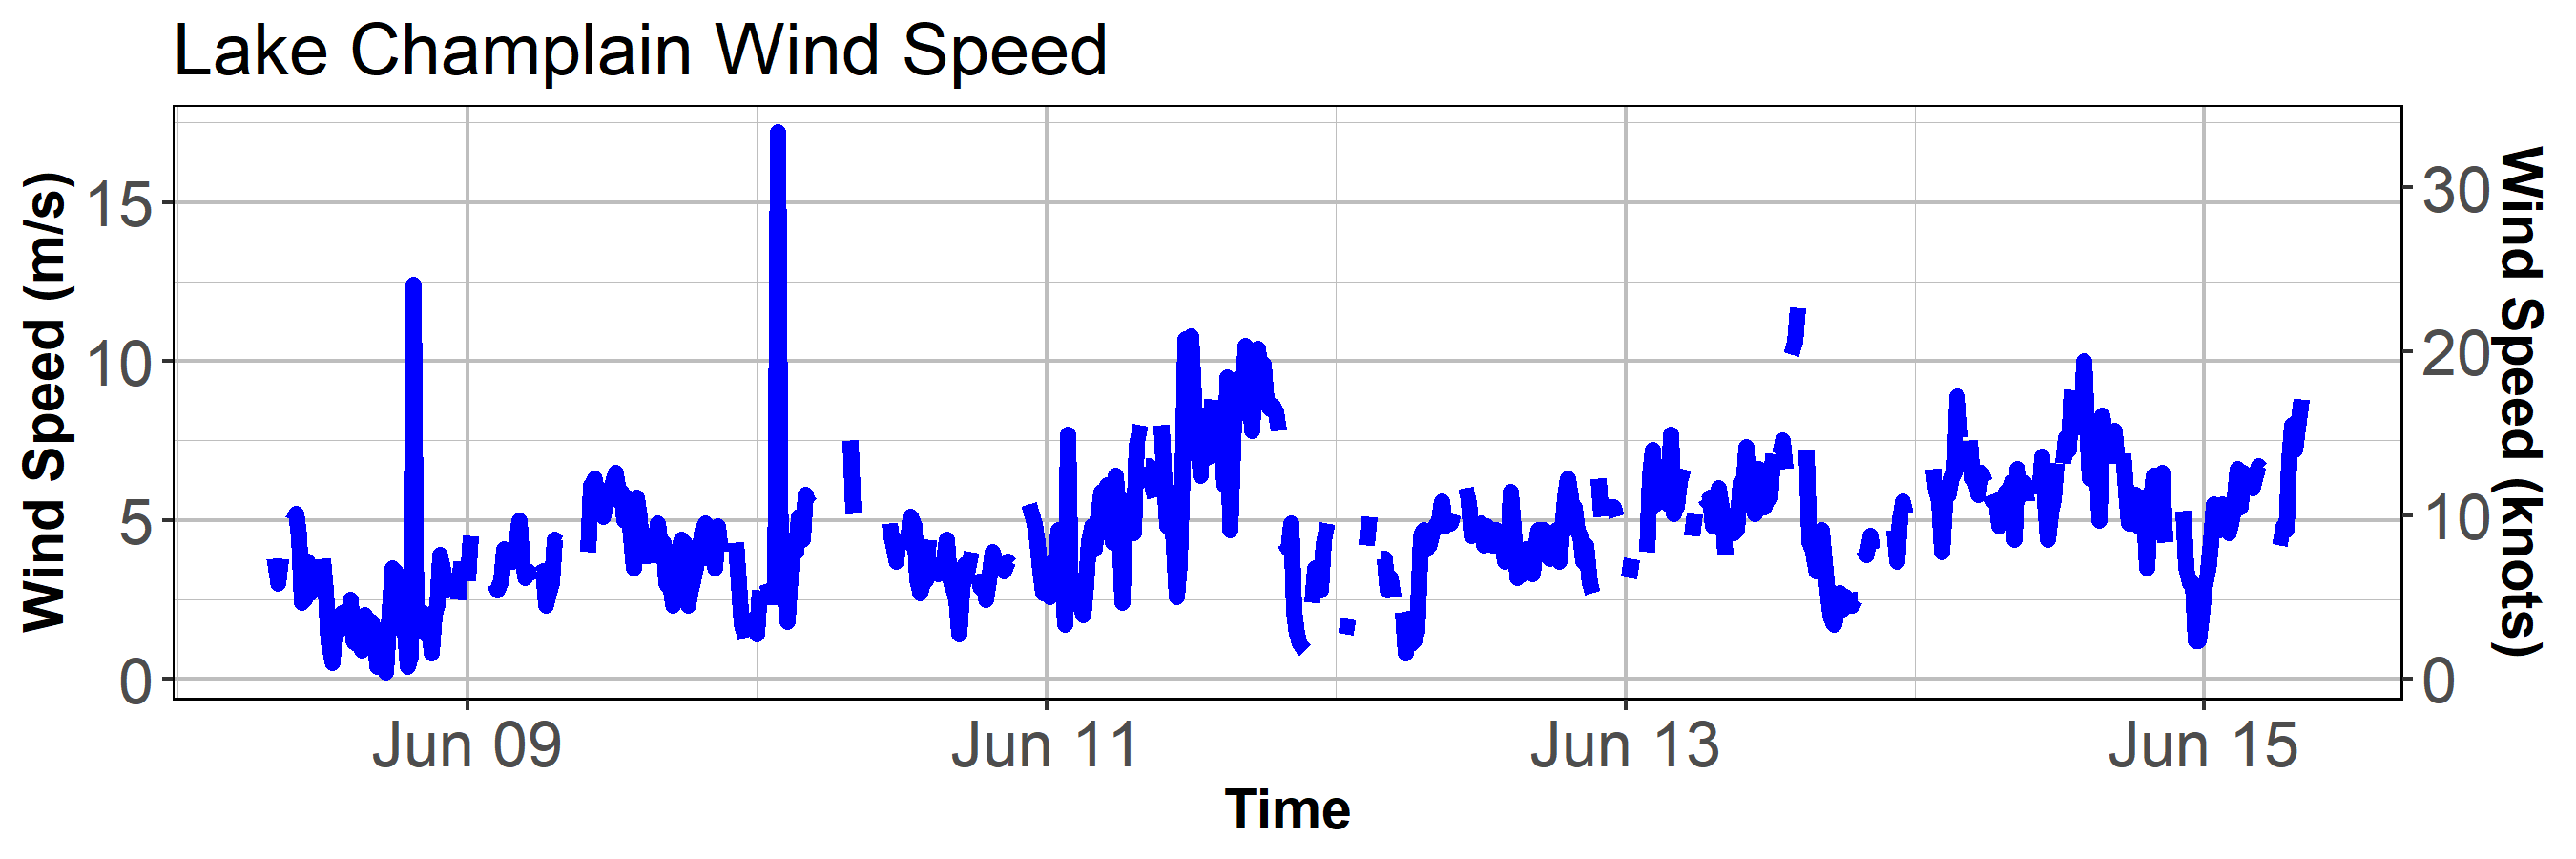 Lake Champlain Wind Speed
Wind Speed (m/s)
15
10
5
0
30
20
10
0
Wind Speed (knots)
Jun 09 Jun 11 Jun 13 Jun 15
Time